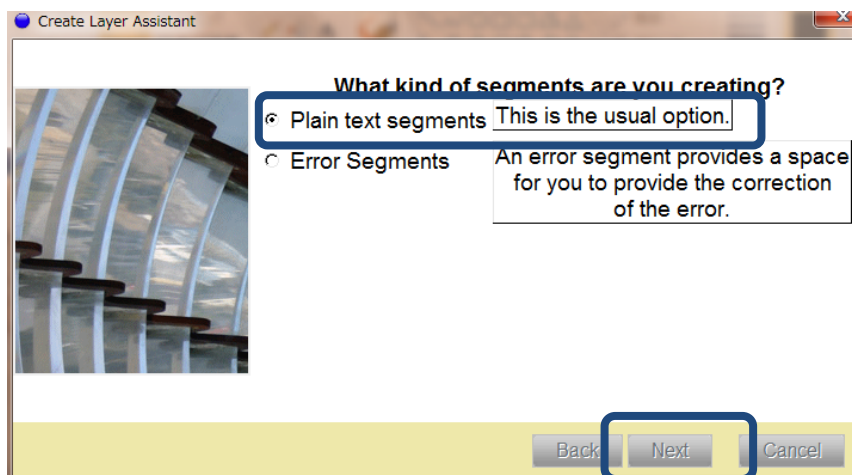 Create Layer Assistant
What kind of segments are you creating?
Plain text segments This is the usual option.
Error Segments An error segment provides a space
for you to provide the correction
of the error.
Back Next Cancel